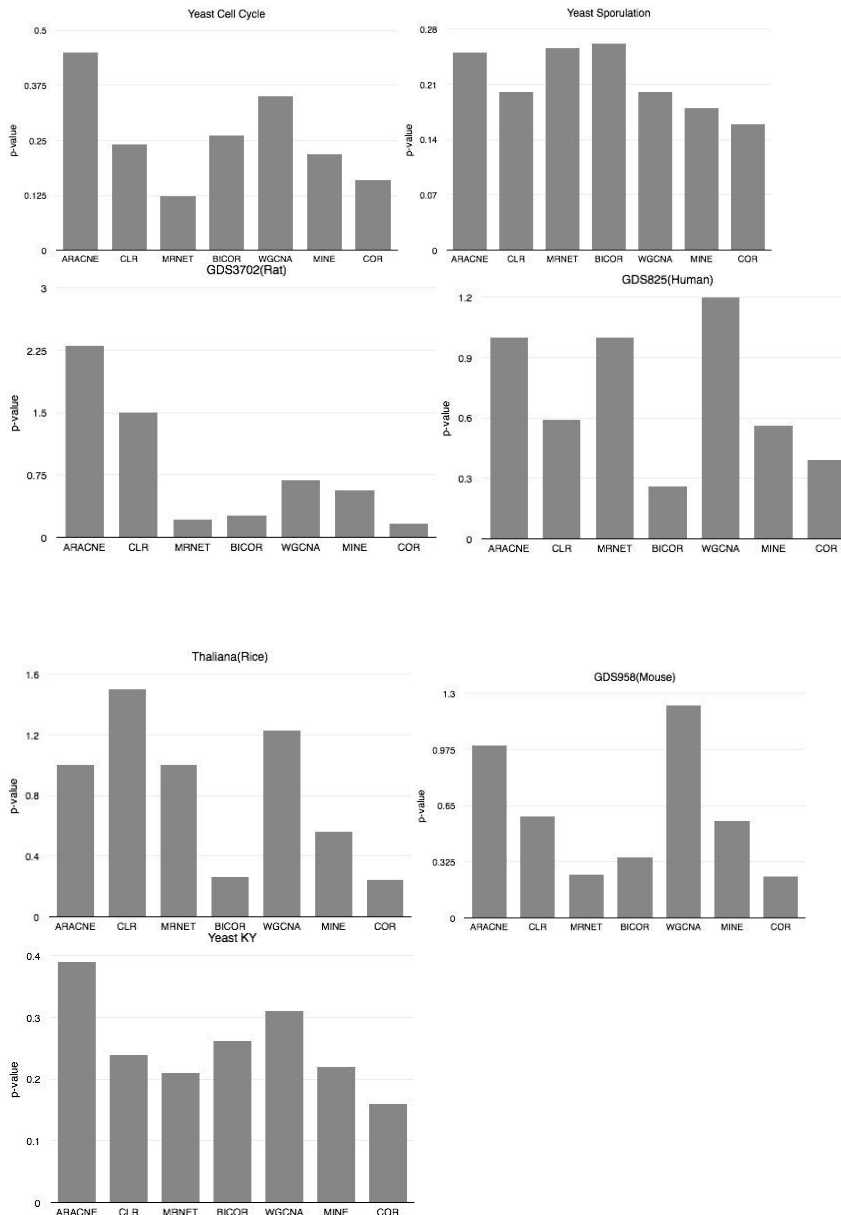 Yeast Cell Cycle
0.5
0.375
0.25
0.125
0
p-value
ARACNE CLR MRNET BICOR WGCNA MINE COR
Yeast Sporulation
0.28
0.21
0.14
0.07
0
p-value
ARACNE CLR MRNET BICOR WGCNA MINE COR
GDS3702(Rat)
3
2.25
1.5
0.75
0
p-value
ARACNE CLR MRNET BICOR WGCNA MINE COR
GDS825(Human)
1.2
0.9
0.6
0.3
0
p-value
ARACNE CLR MRNET BICOR WGCNA MINE COR
Thaliana(Rice)
1.6
1.2
0.8
0.4
0
p-value
ARACNE CLR MRNET BICOR WGCNA MINE COR
GDS958(Mouse)
1.3
0.975
0.65
0.325
0
p-value
ARACNE CLR MRNET BICOR WGCNA MINE COR
Yeast KY
0.4
0.3
0.2
0.1
0
p-value
ARACNE CLR MRNET BICOR WGCNA MINE COR